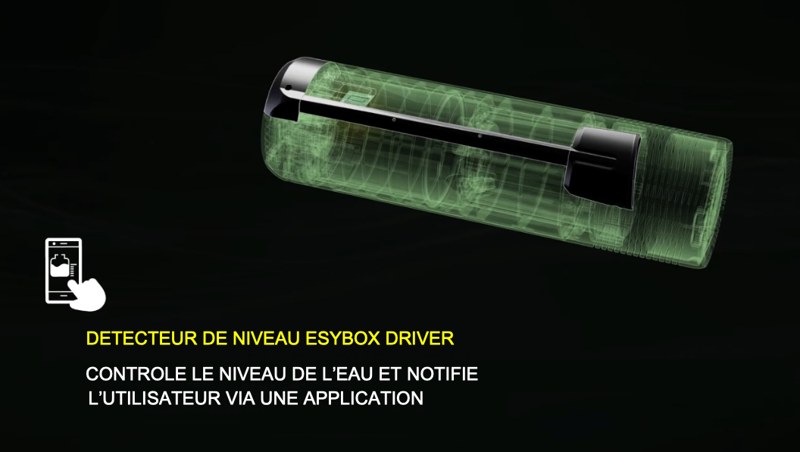 DETECTEUR DE NIVEAU ESYBOX DRIVER
CONTROLE LE NIVEAU DE L'EAU ET NOTIFIE
L'UTILISATEUR VIA UNE APPLICATION